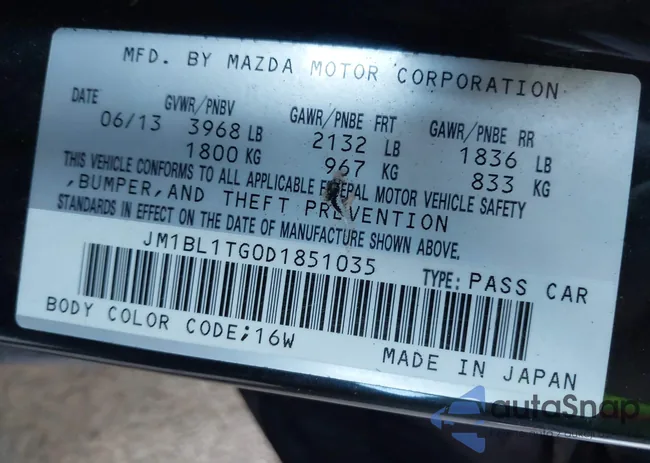 MFD. BY MAZDA MOTOR CORPORATION
DATE GVWR/PNBV GAWR/PNBE FRT GAWR/PNBE RR
06/13 3968 LB 2132 LB 1836 LB
1800 KG 967 KG 833 KG
THIS VEHICLE CONFORMS TO ALL APPLICABLE FEDERAL MOTOR VEHICLE SAFETY
,BUMPER,AND THEFT PREVENTION
STANDARDS IN EFFECT ON THE DATE OF MANUFACTURE SHOWN ABOVE.
JM1BL1TG0D1851035 TYPE: PASS CAR
BODY COLOR CODE;16W
MADE IN JAPAN
autaSnap